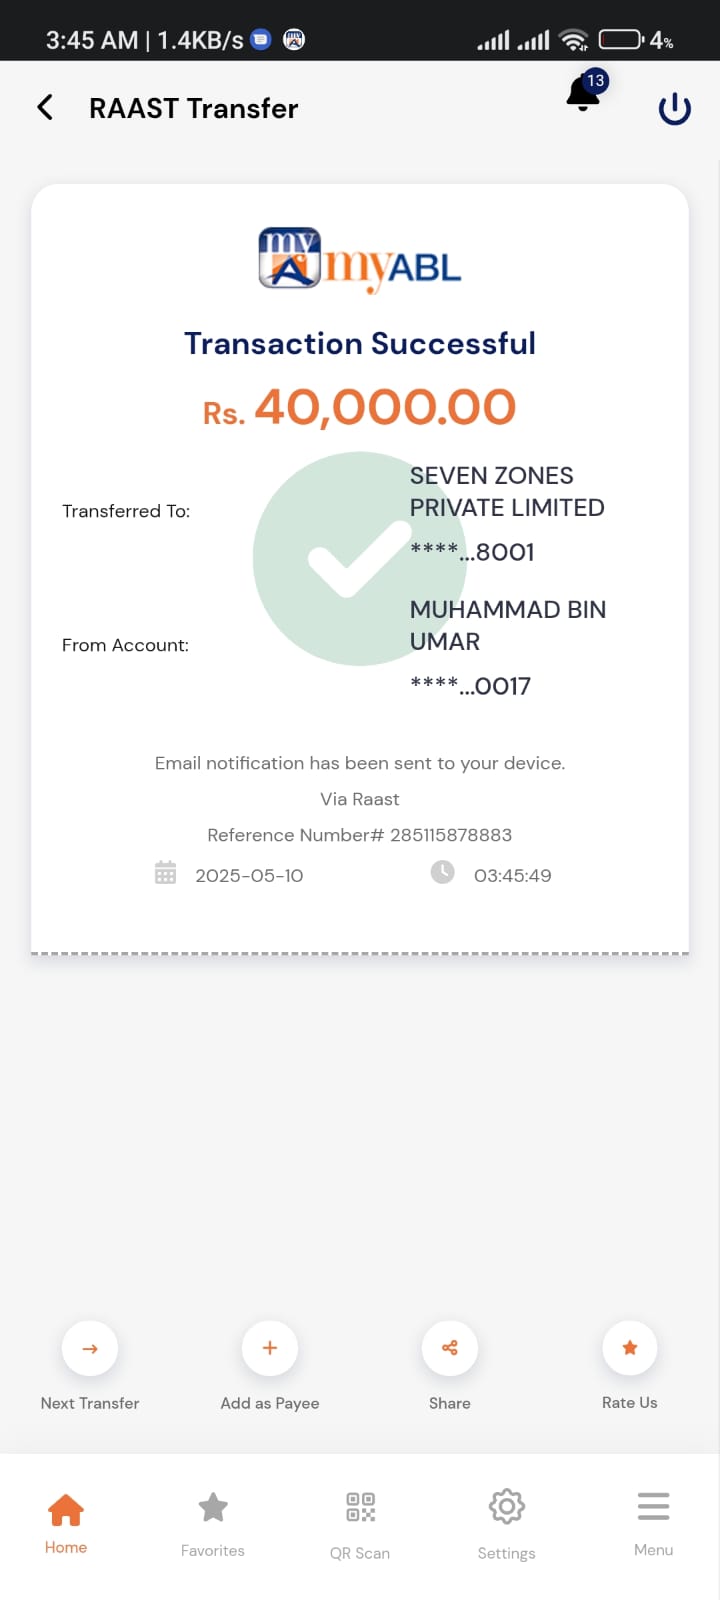 3:45 AM | 1.4KB/s 4%
RAAST Transfer
13
my A myABL
Transaction Successful
Rs. 40,000.00
Transferred To:
SEVEN ZONES
PRIVATE LIMITED
****...8001
From Account:
MUHAMMAD BIN
UMAR
****...0017
Email notification has been sent to your device.
Via Raast
Reference Number# 285115878883
2025-05-10 03:45:49
Next Transfer Add as Payee Share Rate Us
Home Favorites QR Scan Settings Menu